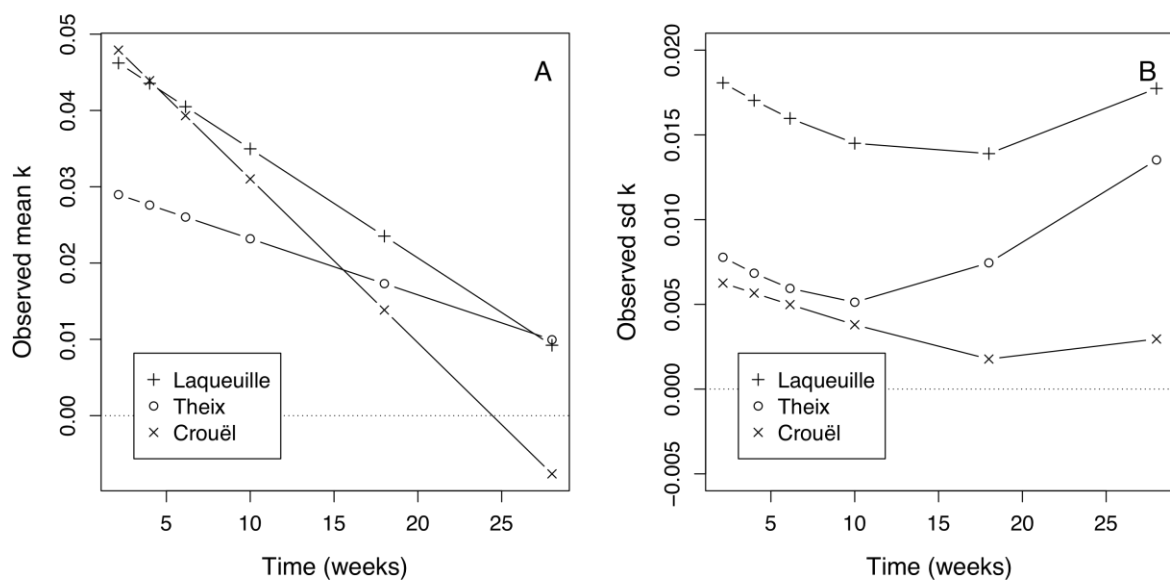 A
Observed mean k
0.05
0.04
0.03
0.02
0.01
0.00
Laqueuille
Theix
Crouël
5 10 15 20 25
Time (weeks)
B
Observed sd k
0.020
0.015
0.010
0.005
0.000
−0.005
Laqueuille
Theix
Crouël
5 10 15 20 25
Time (weeks)